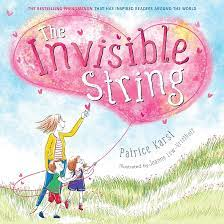 THE BESTSELLING PHENOMENON THAT HAS INSPIRED READERS AROUND THE WORLD
The
Invisible
String
Patrice Karst
Illustrated by Joanne Lew-Vriethoff